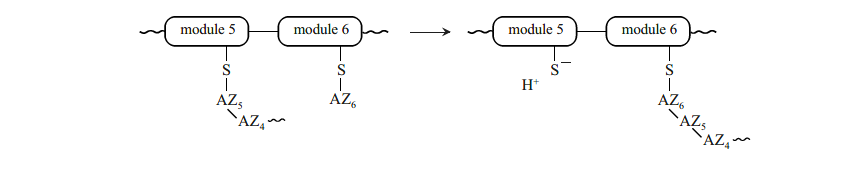 module 5 module 6 module 5 module 6
S S S− S
H+
AZ5 AZ6 AZ6
AZ4 AZ5
AZ4